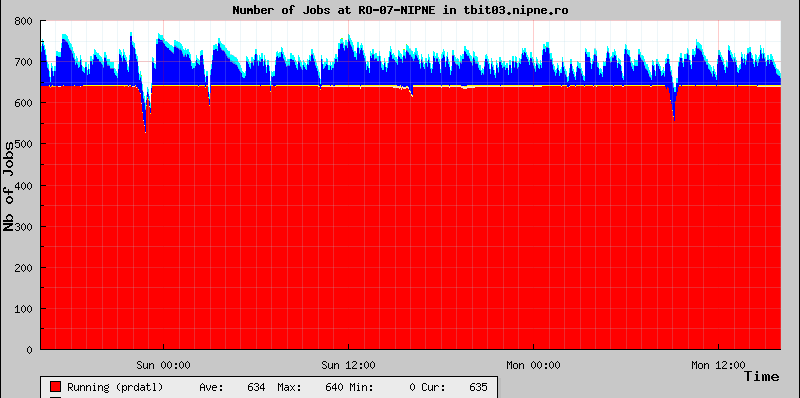 Number of Jobs at RO-07-NIPNE in tbit03.nipne.ro
800
700
600
500
400
300
200
100
0
Nb of Jobs
Sun 00:00 Sun 12:00 Mon 00:00 Mon 12:00
Time
Running (prdatl) Ave: 634 Max: 640 Min: 0 Cur: 635